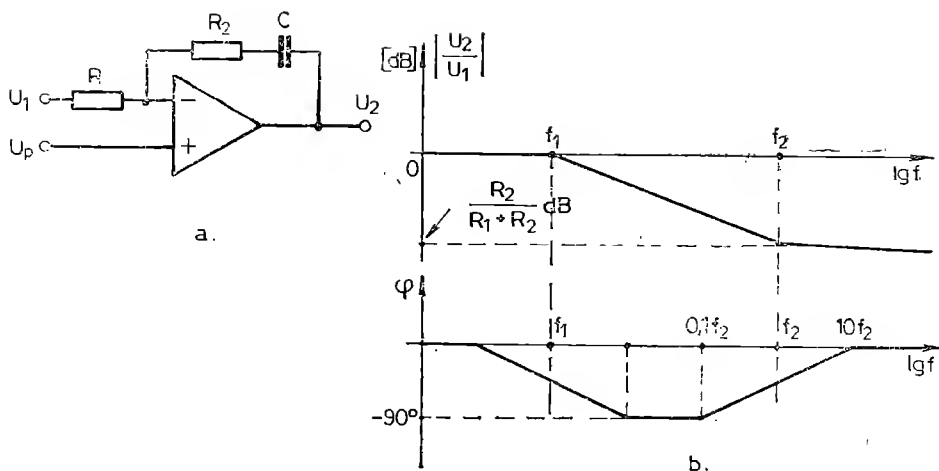 R₂
C
R
U₁
U₂
Uₚ
a.
[dB] |U₂/U₁|
f₁
f₂
0
lg f
R₂/(R₁+R₂) dB
φ
f₁
0,1f₂
f₂
10f₂
lg f
-90°
b.